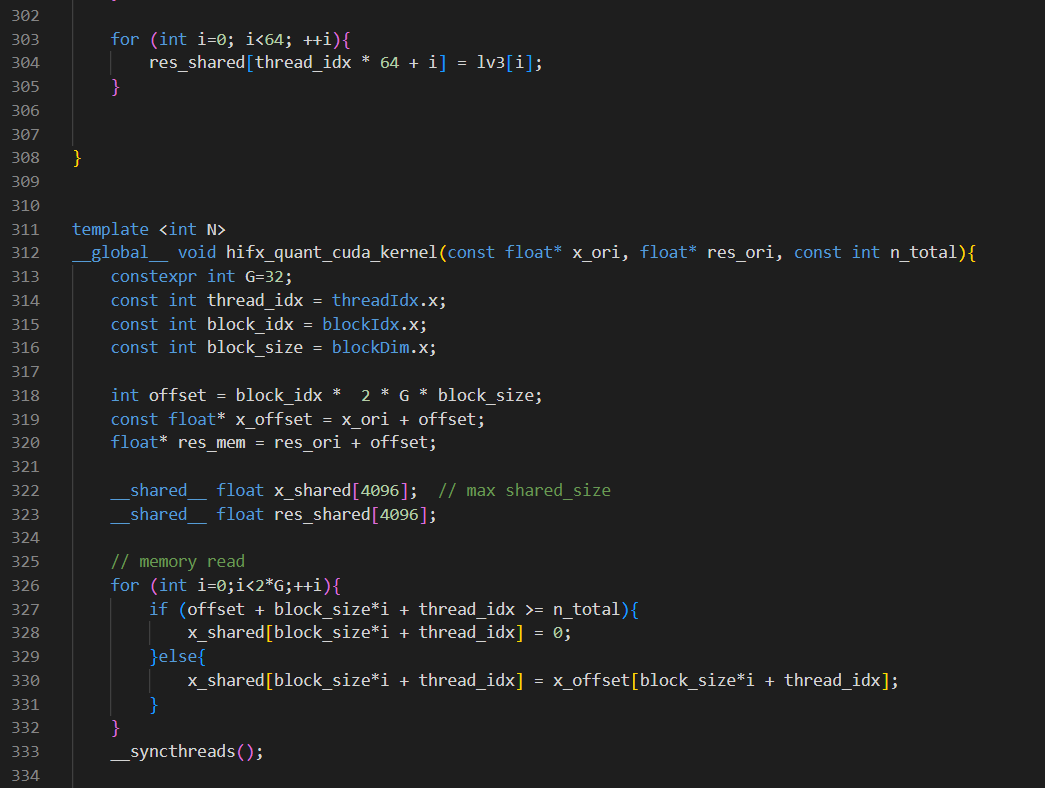 302
303     for (int i=0; i<64; ++i){
304         res_shared[thread_idx * 64 + i] = lv3[i];
305     }
306
307
308 }
309
310
311 template <int N>
312 __global__ void hifx_quant_cuda_kernel(const float* x_ori, float* res_ori, const int n_total){
313     constexpr int G=32;
314     const int thread_idx = threadIdx.x;
315     const int block_idx = blockIdx.x;
316     const int block_size = blockDim.x;
317
318     int offset = block_idx *  2 * G * block_size;
319     const float* x_offset = x_ori + offset;
320     float* res_mem = res_ori + offset;
321
322     __shared__ float x_shared[4096];  // max shared_size
323     __shared__ float res_shared[4096];
324
325     // memory read
326     for (int i=0;i<2*G;++i){
327         if (offset + block_size*i + thread_idx >= n_total){
328             x_shared[block_size*i + thread_idx] = 0;
329         }else{
330             x_shared[block_size*i + thread_idx] = x_offset[block_size*i + thread_idx];
331         }
332     }
333     __syncthreads();
334